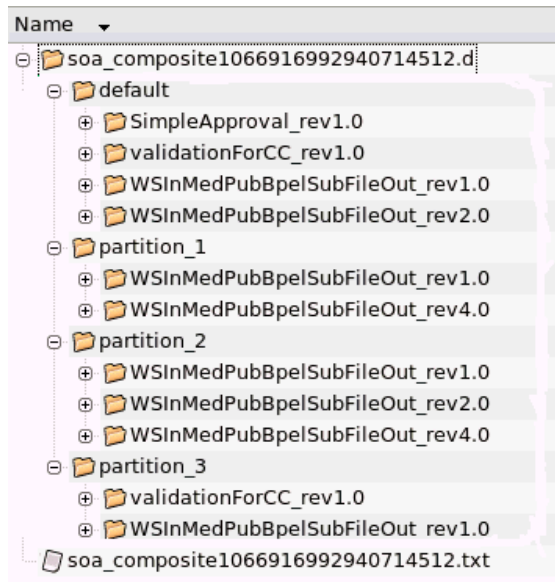 Name
soa_composite1066916992940714512.d
default
SimpleApproval_rev1.0
validationForCC_rev1.0
WSInMedPubBpelSubFileOut_rev1.0
WSInMedPubBpelSubFileOut_rev2.0
partition_1
WSInMedPubBpelSubFileOut_rev1.0
WSInMedPubBpelSubFileOut_rev4.0
partition_2
WSInMedPubBpelSubFileOut_rev1.0
WSInMedPubBpelSubFileOut_rev2.0
WSInMedPubBpelSubFileOut_rev4.0
partition_3
validationForCC_rev1.0
WSInMedPubBpelSubFileOut_rev1.0
soa_composite1066916992940714512.txt